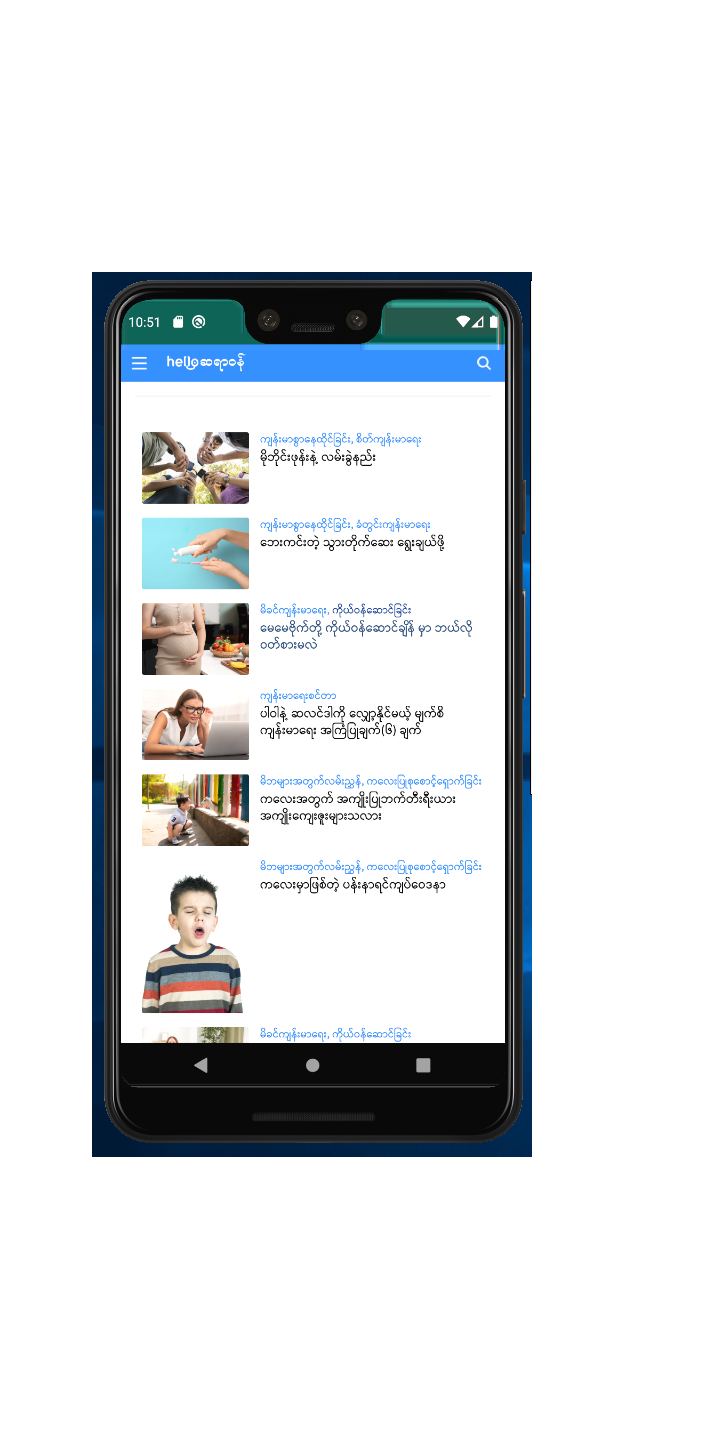 10:51
helloဆရာဝန်
ကျန်းမာစွာနေထိုင်ခြင်း, စိတ်ကျန်းမာရေး
မိုဘိုင်းဖုန်းနဲ့ လမ်းခွဲနည်း
ကျန်းမာစွာနေထိုင်ခြင်း, ခံတွင်းကျန်းမာရေး
ဘေးကင်းတဲ့ သွားတိုက်ဆေး ရွေးချယ်ဖို့
မိခင်ကျန်းမာရေး, ကိုယ်ဝန်ဆောင်ခြင်း
မေမေဗိုက်တို့ ကိုယ်ဝန်ဆောင်ချိန် မှာ ဘယ်လို
ဝတ်စားမလဲ
ကျန်းမာရေးစင်တာ
ပါဝါနဲ့ ဆလင်ဒါကို လျှော့နိုင်မယ့် မျက်စိ
ကျန်းမာရေး အကြံပြုချက်(၆) ချက်
မိဘများအတွက်လမ်းညွှန်, ကလေးပြုစုစောင့်ရှောက်ခြင်း
ကလေးအတွက် အကျိုးပြုဘက်တီးရီးယား
အကျိုးကျေးဇူးများသလား
မိဘများအတွက်လမ်းညွှန်, ကလေးပြုစုစောင့်ရှောက်ခြင်း
ကလေးမှာဖြစ်တဲ့ ပန်းနာရင်ကျပ်ဝေဒနာ
မိခင်ကျန်းမာရေး, ကိုယ်ဝန်ဆောင်ခြင်း